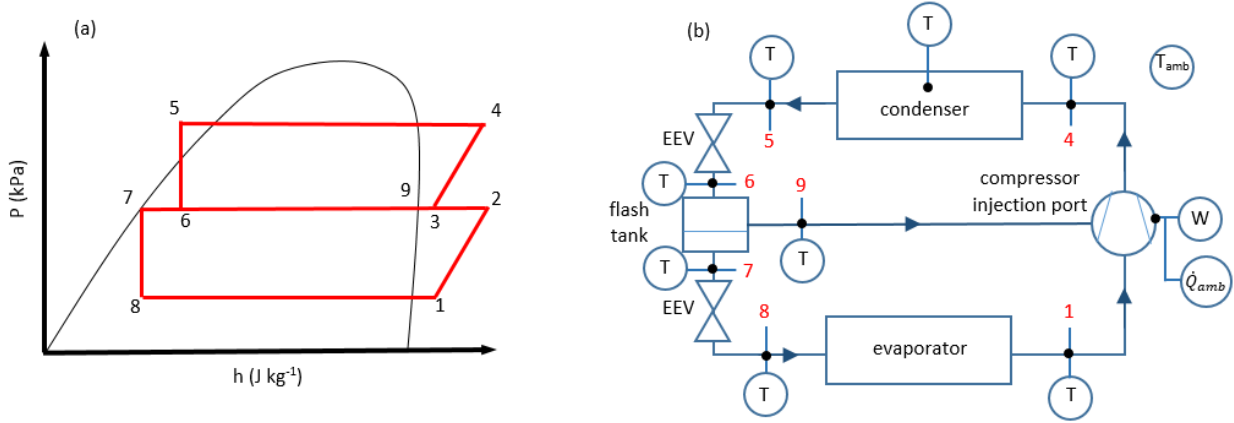 (a)
P (kPa)
5
4
7
6
9
3
2
8
1
h (J kg⁻¹)
(b)
T
T
T
T_amb
condenser
EEV
5
4
T
6
9
compressor
injection port
flash
tank
W
T
T
7
Q̇_amb
EEV
8
1
evaporator
T
T